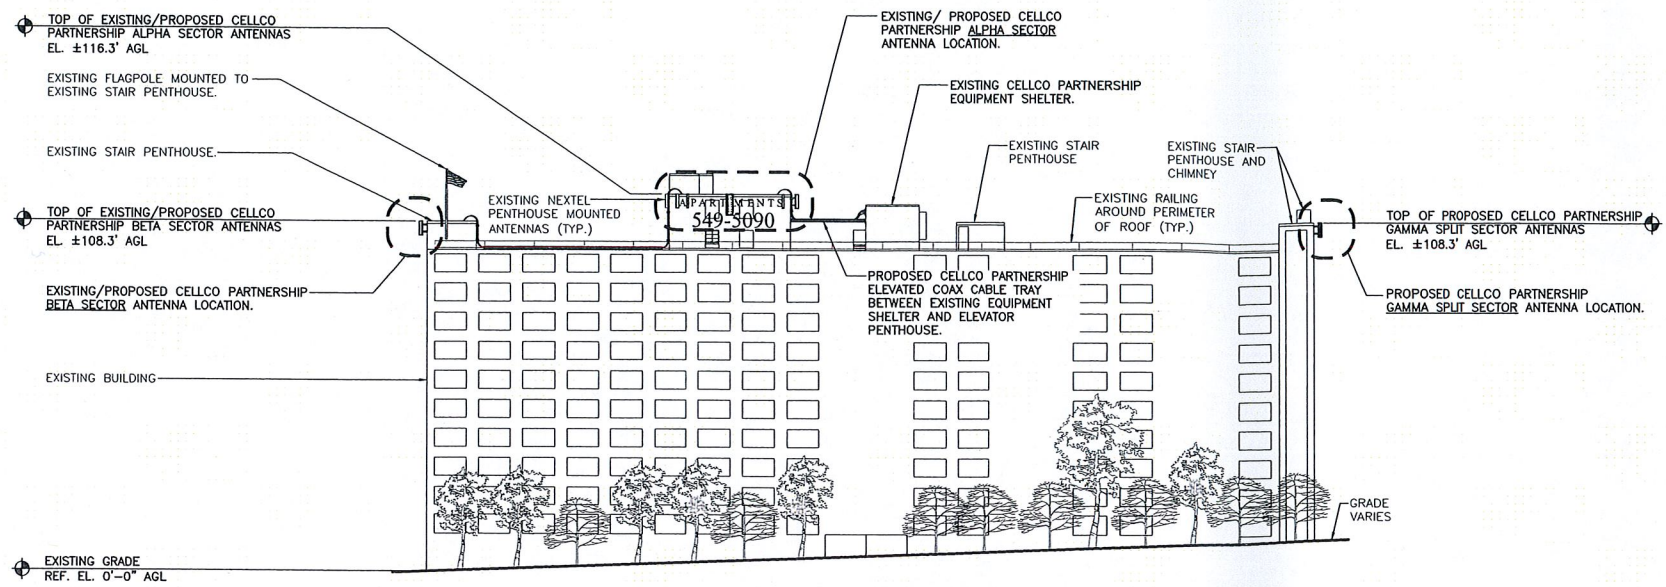 TOP OF EXISTING/PROPOSED CELLCO
PARTNERSHIP ALPHA SECTOR ANTENNAS
EL. ±116.3' AGL
EXISTING FLAGPOLE MOUNTED TO
EXISTING STAIR PENTHOUSE.
EXISTING STAIR PENTHOUSE.
TOP OF EXISTING/PROPOSED CELLCO
PARTNERSHIP BETA SECTOR ANTENNAS
EL. ±108.3' AGL
EXISTING/PROPOSED CELLCO PARTNERSHIP
BETA SECTOR ANTENNA LOCATION.
EXISTING BUILDING
EXISTING GRADE
REF. EL. 0'-0" AGL
EXISTING NEXTEL
PENTHOUSE MOUNTED
ANTENNAS (TYP.)
APARTMENTS
549-5090
EXISTING/ PROPOSED CELLCO
PARTNERSHIP ALPHA SECTOR
ANTENNA LOCATION.
EXISTING CELLCO PARTNERSHIP
EQUIPMENT SHELTER.
EXISTING STAIR
PENTHOUSE
EXISTING STAIR
PENTHOUSE AND
CHIMNEY
EXISTING RAILING
AROUND PERIMETER
OF ROOF (TYP.)
PROPOSED CELLCO PARTNERSHIP
ELEVATED COAX CABLE TRAY
BETWEEN EXISTING EQUIPMENT
SHELTER AND ELEVATOR
PENTHOUSE.
TOP OF PROPOSED CELLCO PARTNERSHIP
GAMMA SPLIT SECTOR ANTENNAS
EL. ±108.3' AGL
PROPOSED CELLCO PARTNERSHIP
GAMMA SPLIT SECTOR ANTENNA LOCATION.
GRADE
VARIES